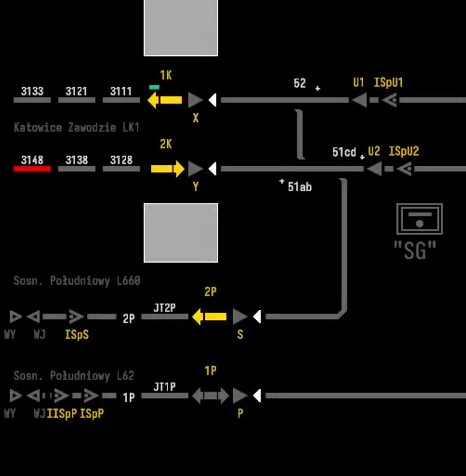 1K
3133 3121 3111 52 + U1 ISpU1
X
Katowice Zawodzie LK1
2K
3148 3138 3128 51cd + U2 ISpU2
Y + 51ab
"SG"
Sosn. Południowy L660
2P
JT2P
2P
WY WJ ISpS S
Sosn. Południowy L62
1P
JT1P
1P
WY WJ IISpP ISpP P